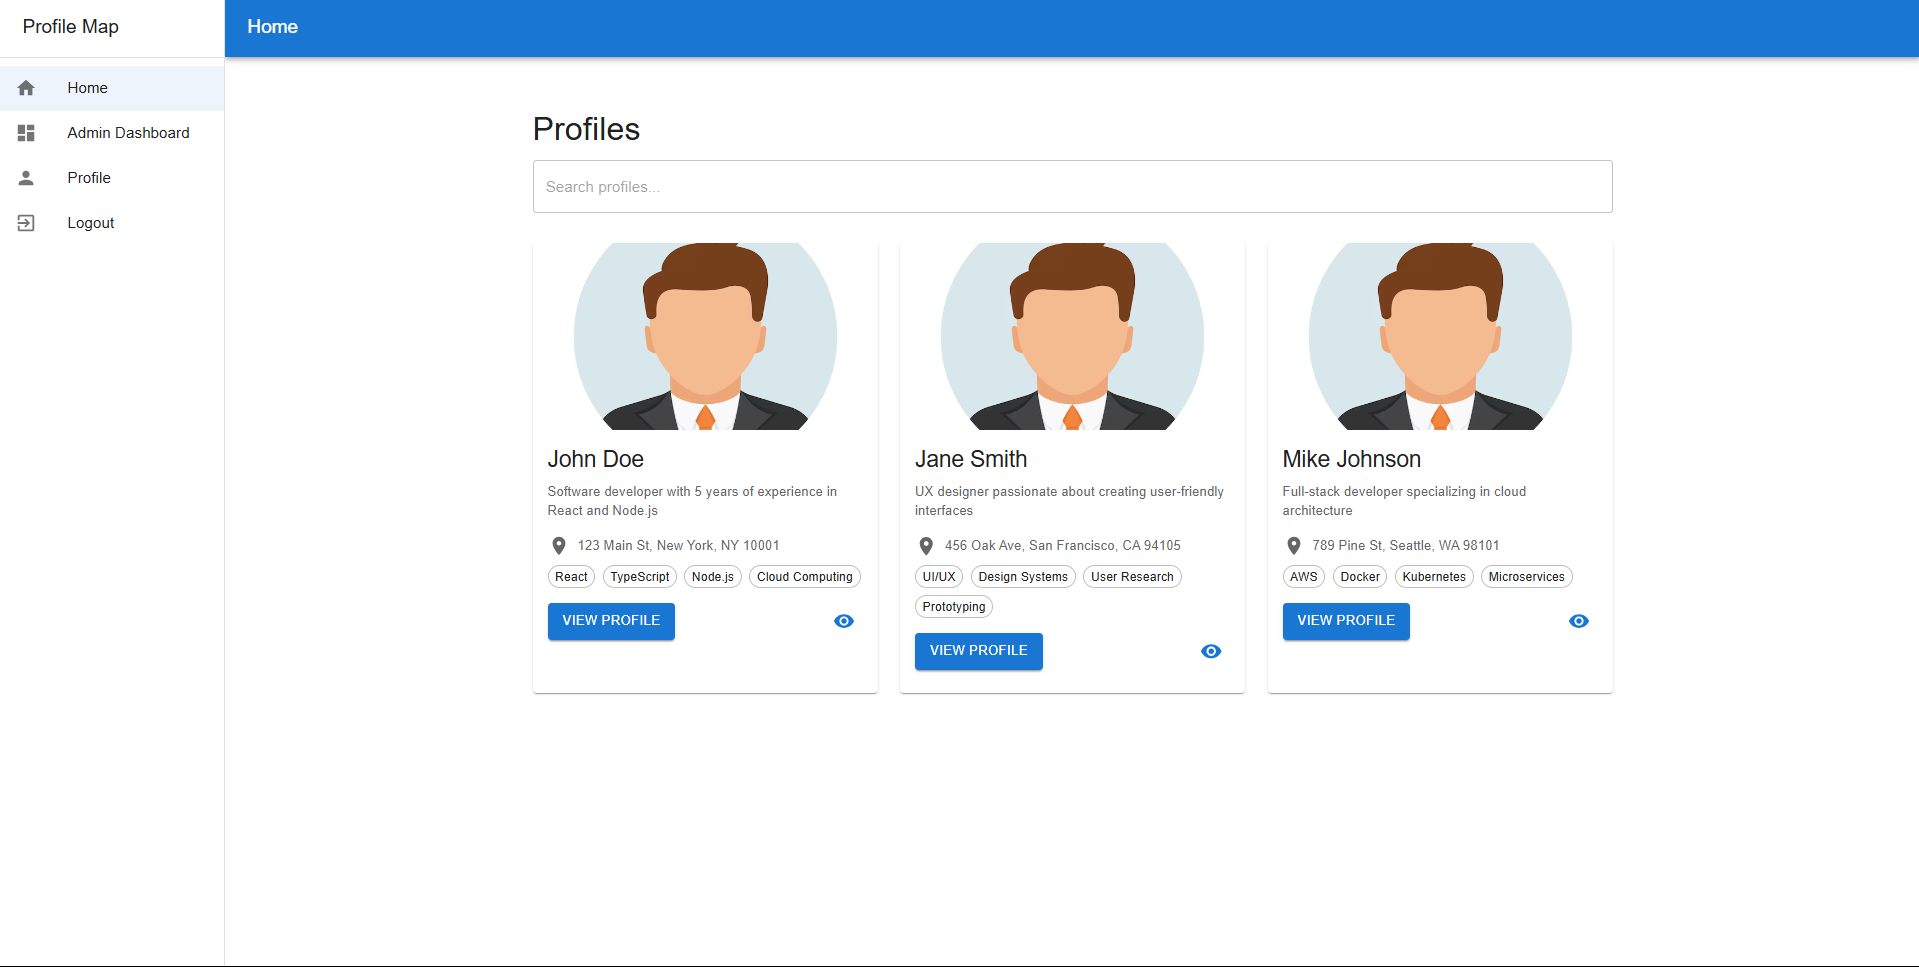 Profile Map
Home
Home
Admin Dashboard
Profile
Logout
Profiles
Search profiles...
John Doe
Software developer with 5 years of experience in
React and Node.js
123 Main St, New York, NY 10001
React TypeScript Node.js Cloud Computing
VIEW PROFILE
Jane Smith
UX designer passionate about creating user-friendly
interfaces
456 Oak Ave, San Francisco, CA 94105
UI/UX Design Systems User Research
Prototyping
VIEW PROFILE
Mike Johnson
Full-stack developer specializing in cloud
architecture
789 Pine St, Seattle, WA 98101
AWS Docker Kubernetes Microservices
VIEW PROFILE